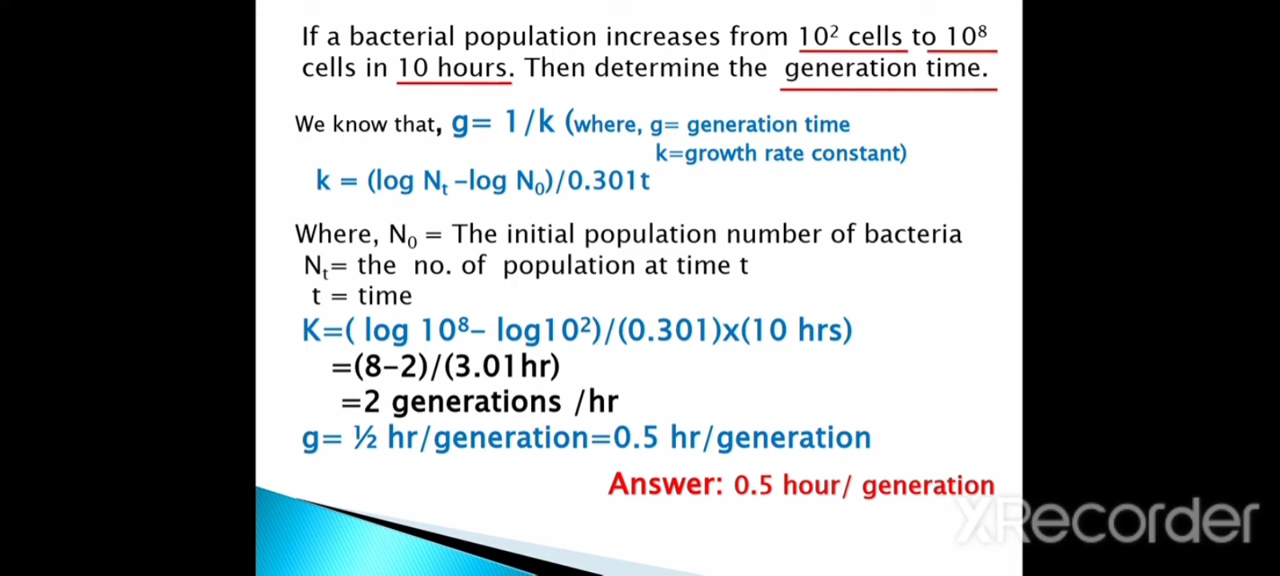 If a bacterial population increases from 10² cells to 10⁸
cells in 10 hours. Then determine the generation time.
We know that, g= 1/k (where, g= generation time
k=growth rate constant)
k = (log Nₜ –log N₀)/0.301t
Where, N₀ = The initial population number of bacteria
Nₜ= the no. of population at time t
t = time
K=( log 10⁸– log10²)/(0.301)x(10 hrs)
=(8–2)/(3.01hr)
=2 generations /hr
g= ½ hr/generation=0.5 hr/generation
Answer: 0.5 hour/ generation
XRecorder